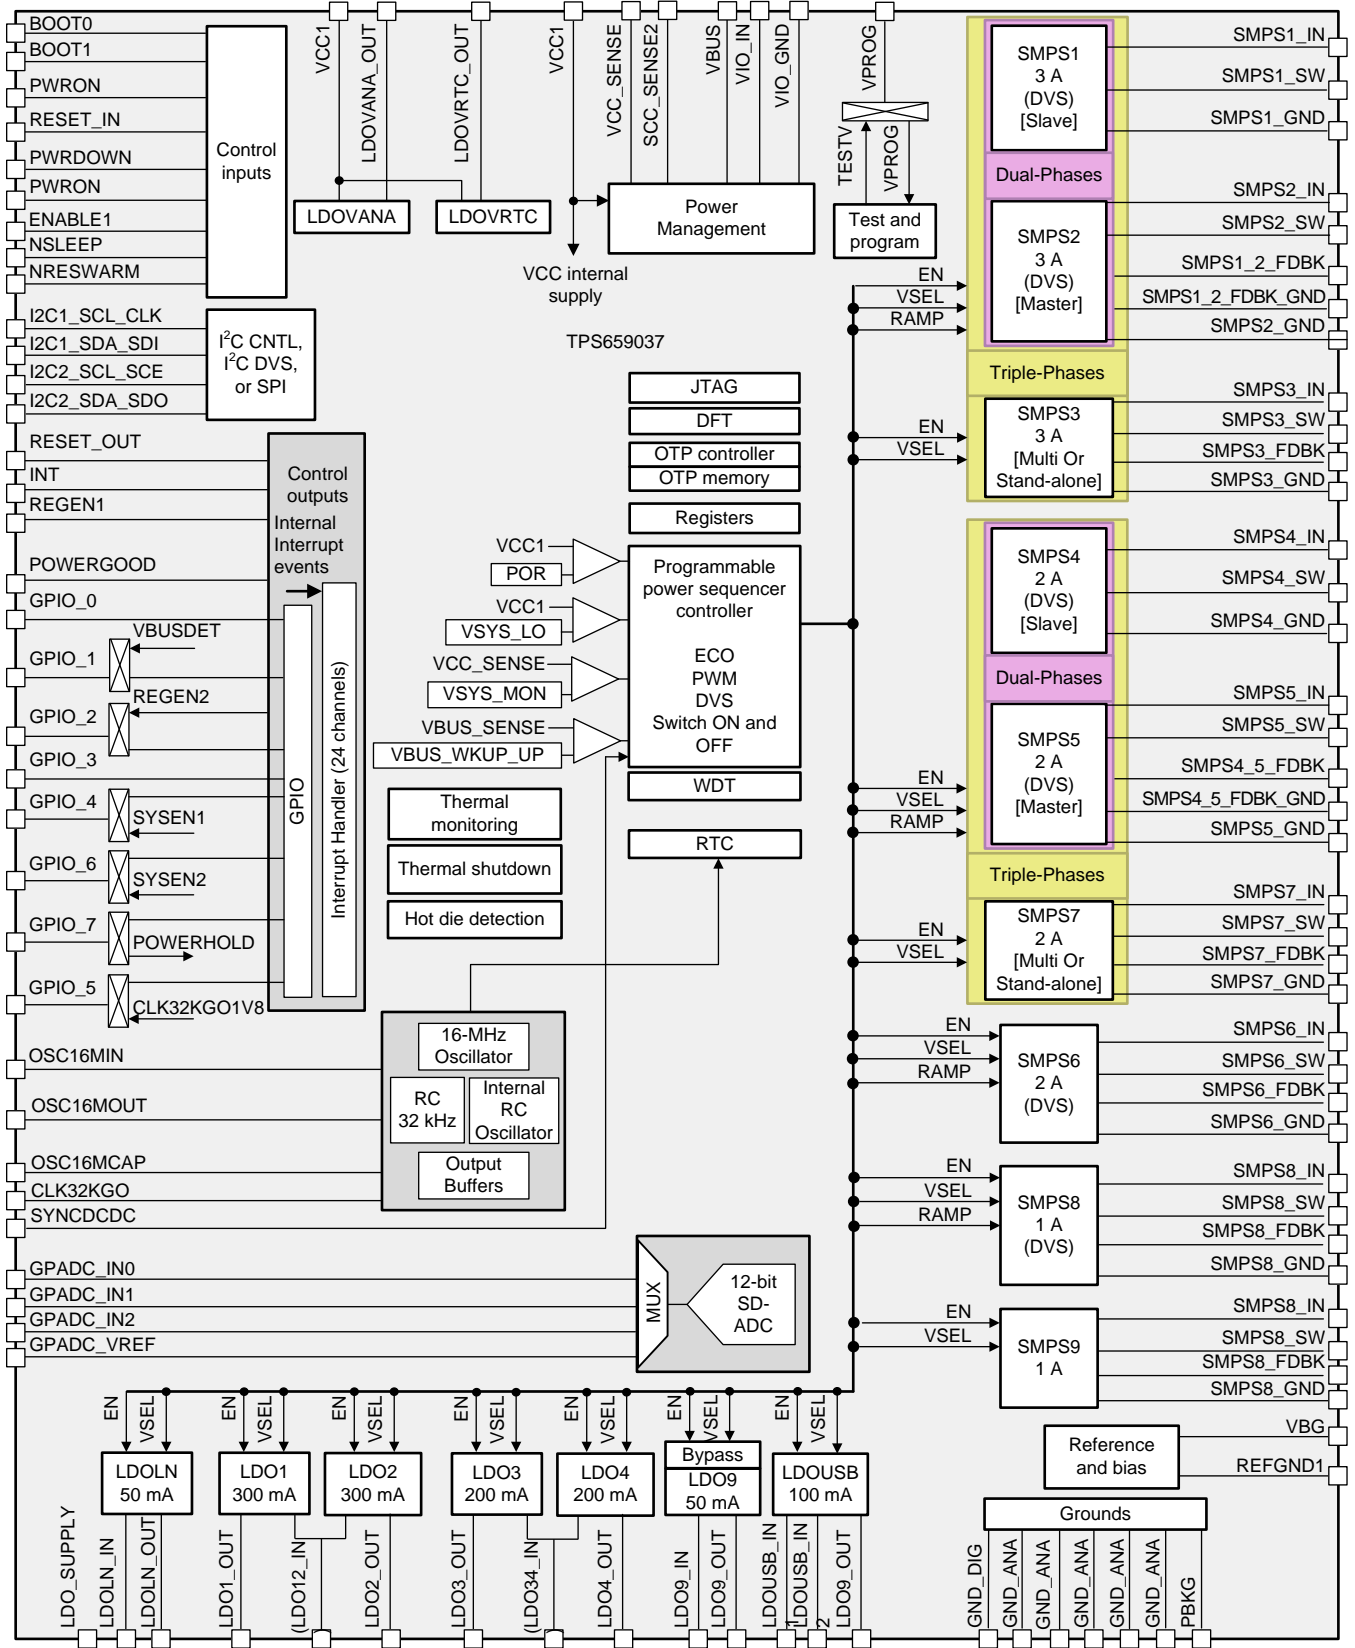 BOOT0
BOOT1
PWRON
RESET_IN
PWRDOWN
PWRON
ENABLE1
NSLEEP
NRESWARM
Control
inputs
I2C1_SCL_CLK
I2C1_SDA_SDI
I2C2_SCL_SCE
I2C2_SDA_SDO
I²C CNTL,
I²C DVS,
or SPI
RESET_OUT
INT
REGEN1
POWERGOOD
GPIO_0
GPIO_1
VBUSDET
GPIO_2
REGEN2
GPIO_3
GPIO_4
SYSEN1
GPIO_6
SYSEN2
GPIO_7
POWERHOLD
GPIO_5
CLK32KGO1V8
Control
outputs
Internal
Interrupt
events
GPIO
Interrupt Handler (24 channels)
OSC16MIN
OSC16MOUT
OSC16MCAP
CLK32KGO
SYNCDCDC
16-MHz
Oscillator
RC
32 kHz
Internal
RC
Oscillator
Output
Buffers
GPADC_IN0
GPADC_IN1
GPADC_IN2
GPADC_VREF
MUX
12-bit
SD-
ADC
VCC1
LDOVANA_OUT
LDOVRTC_OUT
LDOVANA
LDOVRTC
VCC1
VCC_SENSE
SCC_SENSE2
VBUS
VIO_IN
VIO_GND
Power
Management
VCC internal
supply
VPROG
TESTV
VPROG
Test and
program
TPS659037
JTAG
DFT
OTP controller
OTP memory
Registers
VCC1
POR
VCC1
VSYS_LO
VCC_SENSE
VSYS_MON
VBUS_SENSE
VBUS_WKUP_UP
Programmable
power sequencer
controller
ECO
PWM
DVS
Switch ON and
OFF
WDT
RTC
Thermal
monitoring
Thermal shutdown
Hot die detection
EN
VSEL
RAMP
SMPS1
3 A
(DVS)
[Slave]
Dual-Phases
SMPS2
3 A
(DVS)
[Master]
Triple-Phases
EN
VSEL
SMPS3
3 A
[Multi Or
Stand-alone]
SMPS1_IN
SMPS1_SW
SMPS1_GND
SMPS2_IN
SMPS2_SW
SMPS1_2_FDBK
SMPS1_2_FDBK_GND
SMPS2_GND
SMPS3_IN
SMPS3_SW
SMPS3_FDBK
SMPS3_GND
SMPS4
2 A
(DVS)
[Slave]
Dual-Phases
EN
VSEL
RAMP
SMPS5
2 A
(DVS)
[Master]
Triple-Phases
EN
VSEL
SMPS7
2 A
[Multi Or
Stand-alone]
SMPS4_IN
SMPS4_SW
SMPS4_GND
SMPS5_IN
SMPS5_SW
SMPS4_5_FDBK
SMPS4_5_FDBK_GND
SMPS5_GND
SMPS7_IN
SMPS7_SW
SMPS7_FDBK
SMPS7_GND
EN
VSEL
RAMP
SMPS6
2 A
(DVS)
SMPS6_IN
SMPS6_SW
SMPS6_FDBK
SMPS6_GND
EN
VSEL
RAMP
SMPS8
1 A
(DVS)
SMPS8_IN
SMPS8_SW
SMPS8_FDBK
SMPS8_GND
EN
VSEL
SMPS9
1 A
SMPS8_IN
SMPS8_SW
SMPS8_FDBK
SMPS8_GND
Reference
and bias
VBG
REFGND1
Grounds
GND_DIG
GND_ANA
GND_ANA
GND_ANA
GND_ANA
GND_ANA
PBKG
EN
VSEL
LDOLN
50 mA
EN
VSEL
LDO1
300 mA
EN
VSEL
LDO2
300 mA
EN
VSEL
LDO3
200 mA
EN
VSEL
LDO4
200 mA
EN
VSEL
Bypass
LDO9
50 mA
EN
VSEL
LDOUSB
100 mA
LDO_SUPPLY
LDOLN_IN
LDOLN_OUT
LDO1_OUT
(LDO12_IN
LDO2_OUT
LDO3_OUT
(LDO34_IN
LDO4_OUT
LDO9_IN
LDO9_OUT
LDOUSB_IN
1
LDOUSB_IN
2
LDO9_OUT